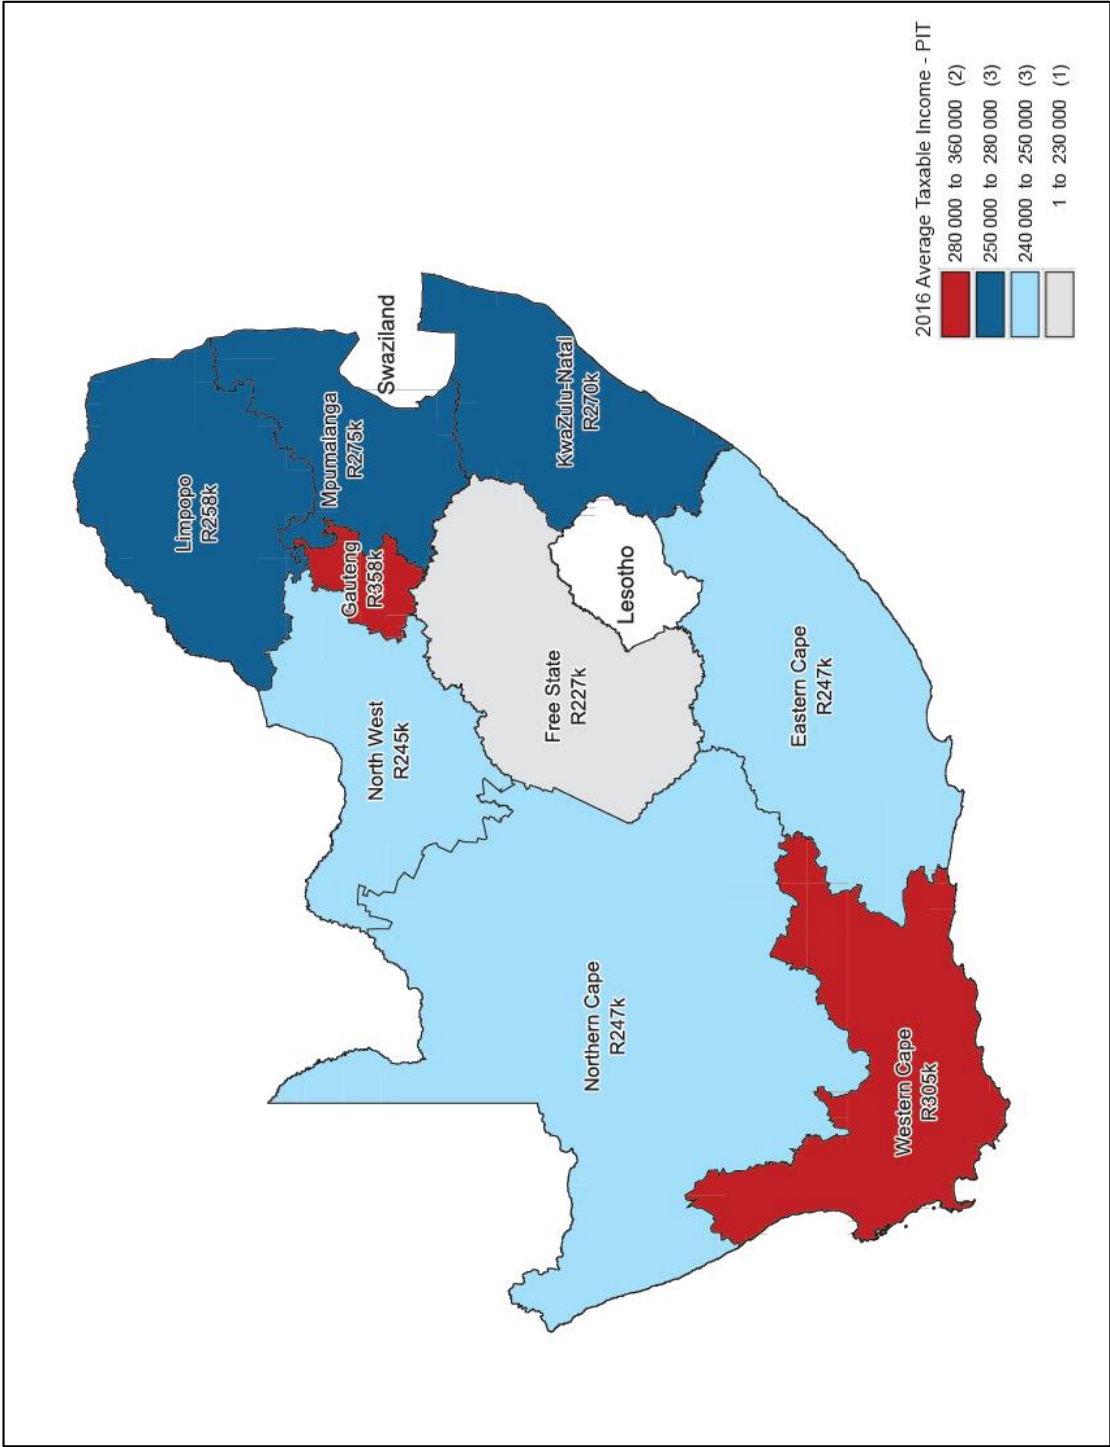 Limpopo
R258k
Mpumalanga
R275k
Swaziland
Gauteng
R358k
North West
R245k
KwaZulu-Natal
R270k
Free State
R227k
Lesotho
Northern Cape
R247k
Eastern Cape
R247k
Western Cape
R305k
2016 Average Taxable Income - PIT
280 000 to 360 000 (2)
250 000 to 280 000 (3)
240 000 to 250 000 (3)
1 to 230 000 (1)